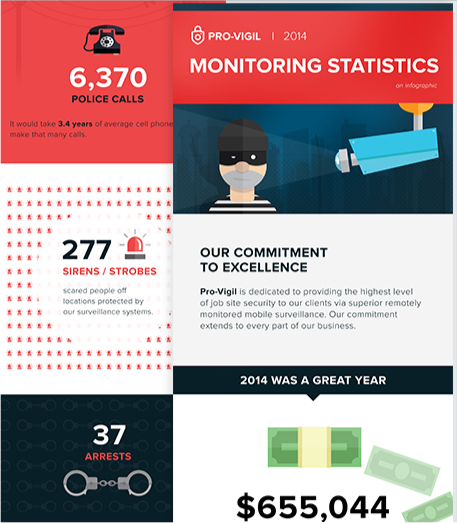 6,370
POLICE CALLS
It would take 3.4 years of average cell phone
make that many calls.
277
SIRENS / STROBES
scared people off
locations protected by
our surveillance systems.
37
ARRESTS
PRO-VIGIL | 2014
MONITORING STATISTICS
an infographic
OUR COMMITMENT
TO EXCELLENCE
Pro-Vigil is dedicated to providing the highest level
of job site security to our clients via superior remotely
monitored mobile surveillance. Our commitment
extends to every part of our business.
2014 WAS A GREAT YEAR
$655,044